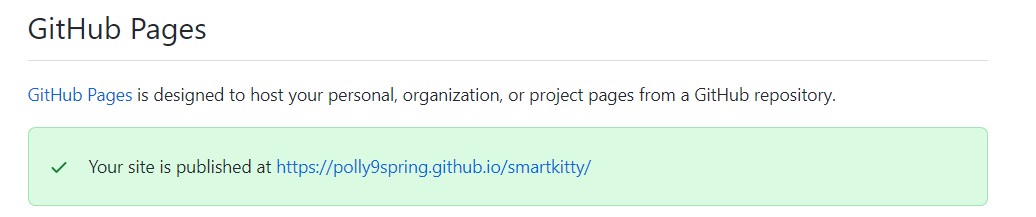 GitHub Pages
GitHub Pages is designed to host your personal, organization, or project pages from a GitHub repository.
Your site is published at https://polly9spring.github.io/smartkitty/